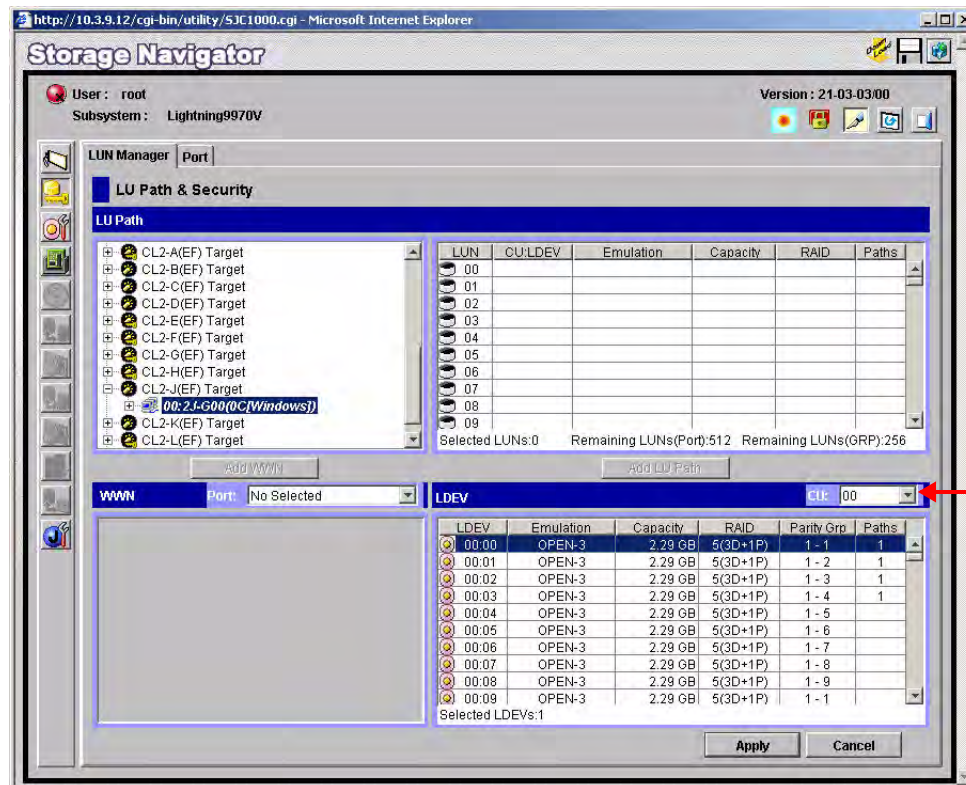 http://10.3.9.12/cgi-bin/utility/SJC1000.cgi - Microsoft Internet Explorer
Storage Navigator
User : root
Version : 21-03-03/00
Subsystem : Lightning9970V
LUN Manager Port
LU Path & Security
LU Path
CL2-A(EF) Target
CL2-B(EF) Target
CL2-C(EF) Target
CL2-D(EF) Target
CL2-E(EF) Target
CL2-F(EF) Target
CL2-G(EF) Target
CL2-H(EF) Target
CL2-J(EF) Target
00:2J-G00(0C[Windows])
CL2-K(EF) Target
CL2-L(EF) Target
LUN CU:LDEV Emulation Capacity RAID Paths
00
01
02
03
04
05
06
07
08
09
Selected LUNs:0 Remaining LUNs(Port):512 Remaining LUNs(GRP):256
Add WWN
Add LU Path
WWN Port: No Selected
LDEV CU: 00
LDEV Emulation Capacity RAID Parity Grp Paths
00:00 OPEN-3 2.29 GB 5(3D+1P) 1 - 1 1
00:01 OPEN-3 2.29 GB 5(3D+1P) 1 - 2 1
00:02 OPEN-3 2.29 GB 5(3D+1P) 1 - 3 1
00:03 OPEN-3 2.29 GB 5(3D+1P) 1 - 4 1
00:04 OPEN-3 2.29 GB 5(3D+1P) 1 - 5
00:05 OPEN-3 2.29 GB 5(3D+1P) 1 - 6
00:06 OPEN-3 2.29 GB 5(3D+1P) 1 - 7
00:07 OPEN-3 2.29 GB 5(3D+1P) 1 - 8
00:08 OPEN-3 2.29 GB 5(3D+1P) 1 - 9
00:09 OPEN-3 2.29 GB 5(3D+1P) 1 - 1
Selected LDEVs:1
Apply Cancel